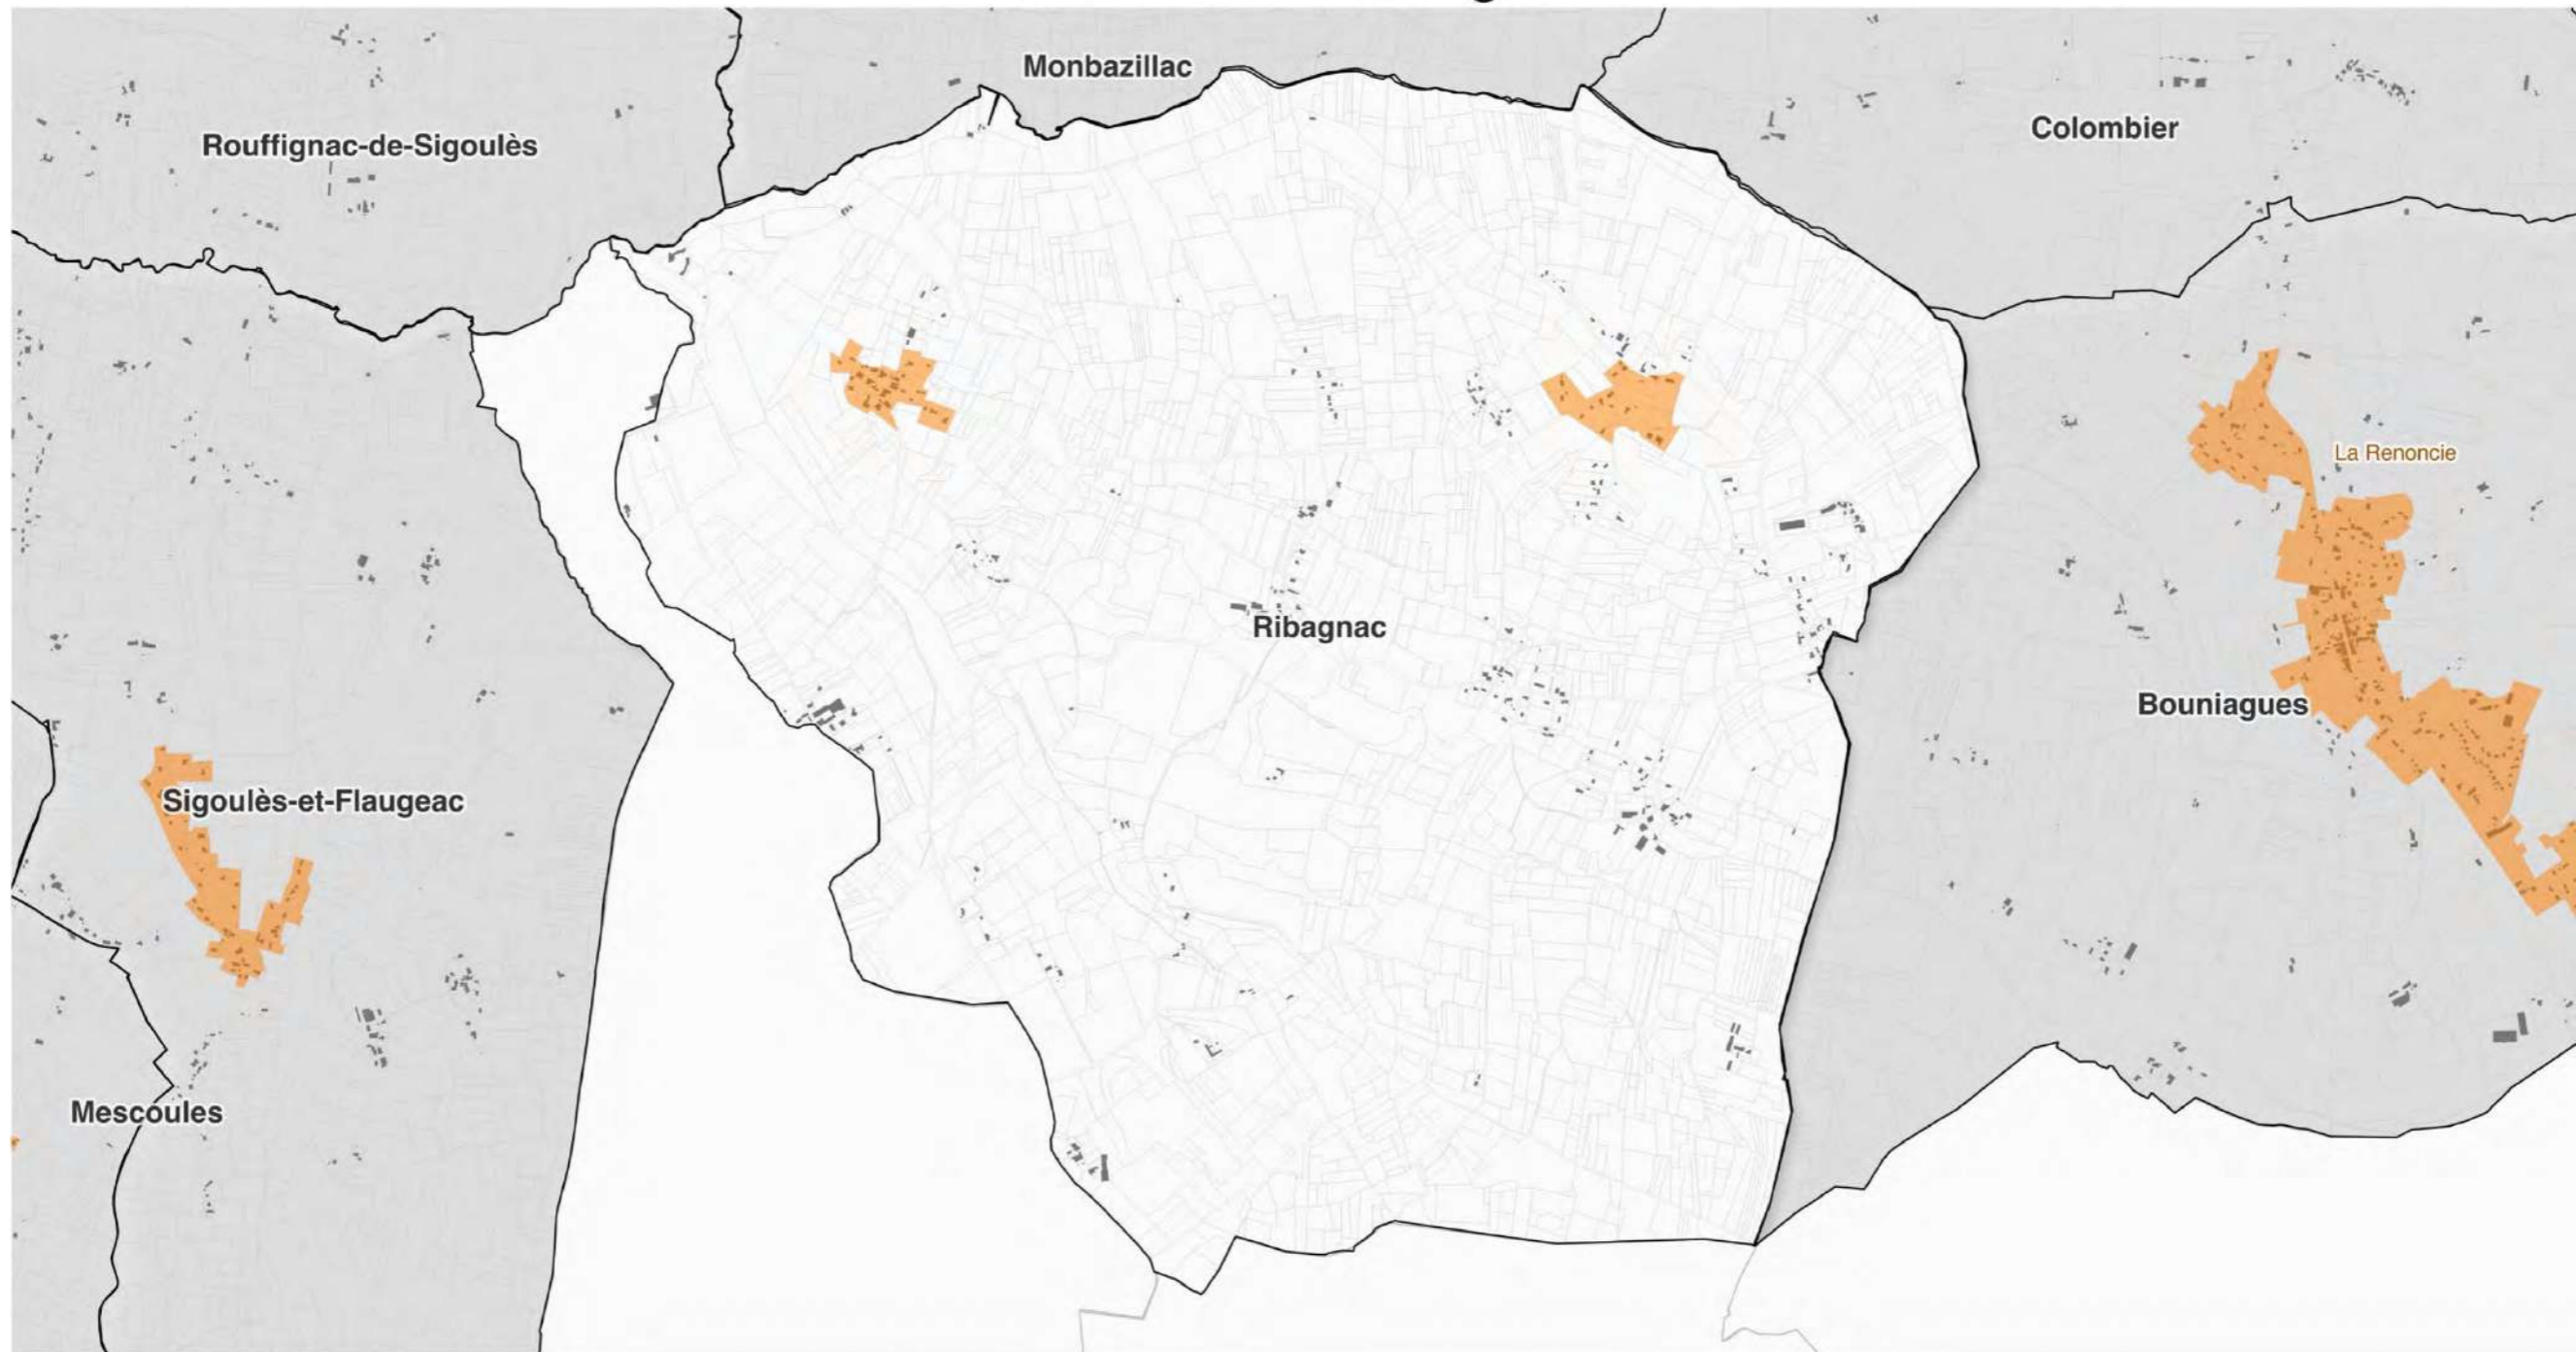 Monbazillac
Colombier
Rouffignac-de-Sigoulès
La Renoncie
Ribagnac
Bouniagues
Sigoulès-et-Flaugeac
Mescoules